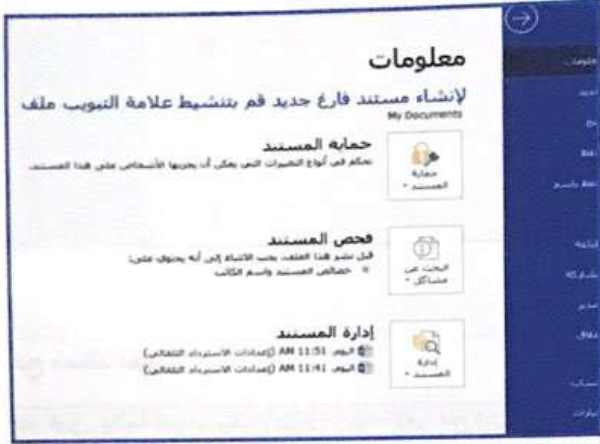 معلومات
لإنشاء مستند فارغ جديد قم بتنشيط علامة التبويب ملف
My Documents
حماية المستند
تحكم في أنواع التغييرات التي يمكن أن يجريها الأشخاص على هذا المستند.
حماية
المستند
فحص المستند
قبل نشر هذا الملف، يجب الانتباه إلى أنه يحتوي على:
خصائص المستند واسم الكاتب
البحث عن
مشاكل
إدارة المستند
اليوم، 11:51 AM (إعدادات الاسترداد التلقائي)
اليوم، 11:41 AM (إعدادات الاسترداد التلقائي)
إدارة
المستند